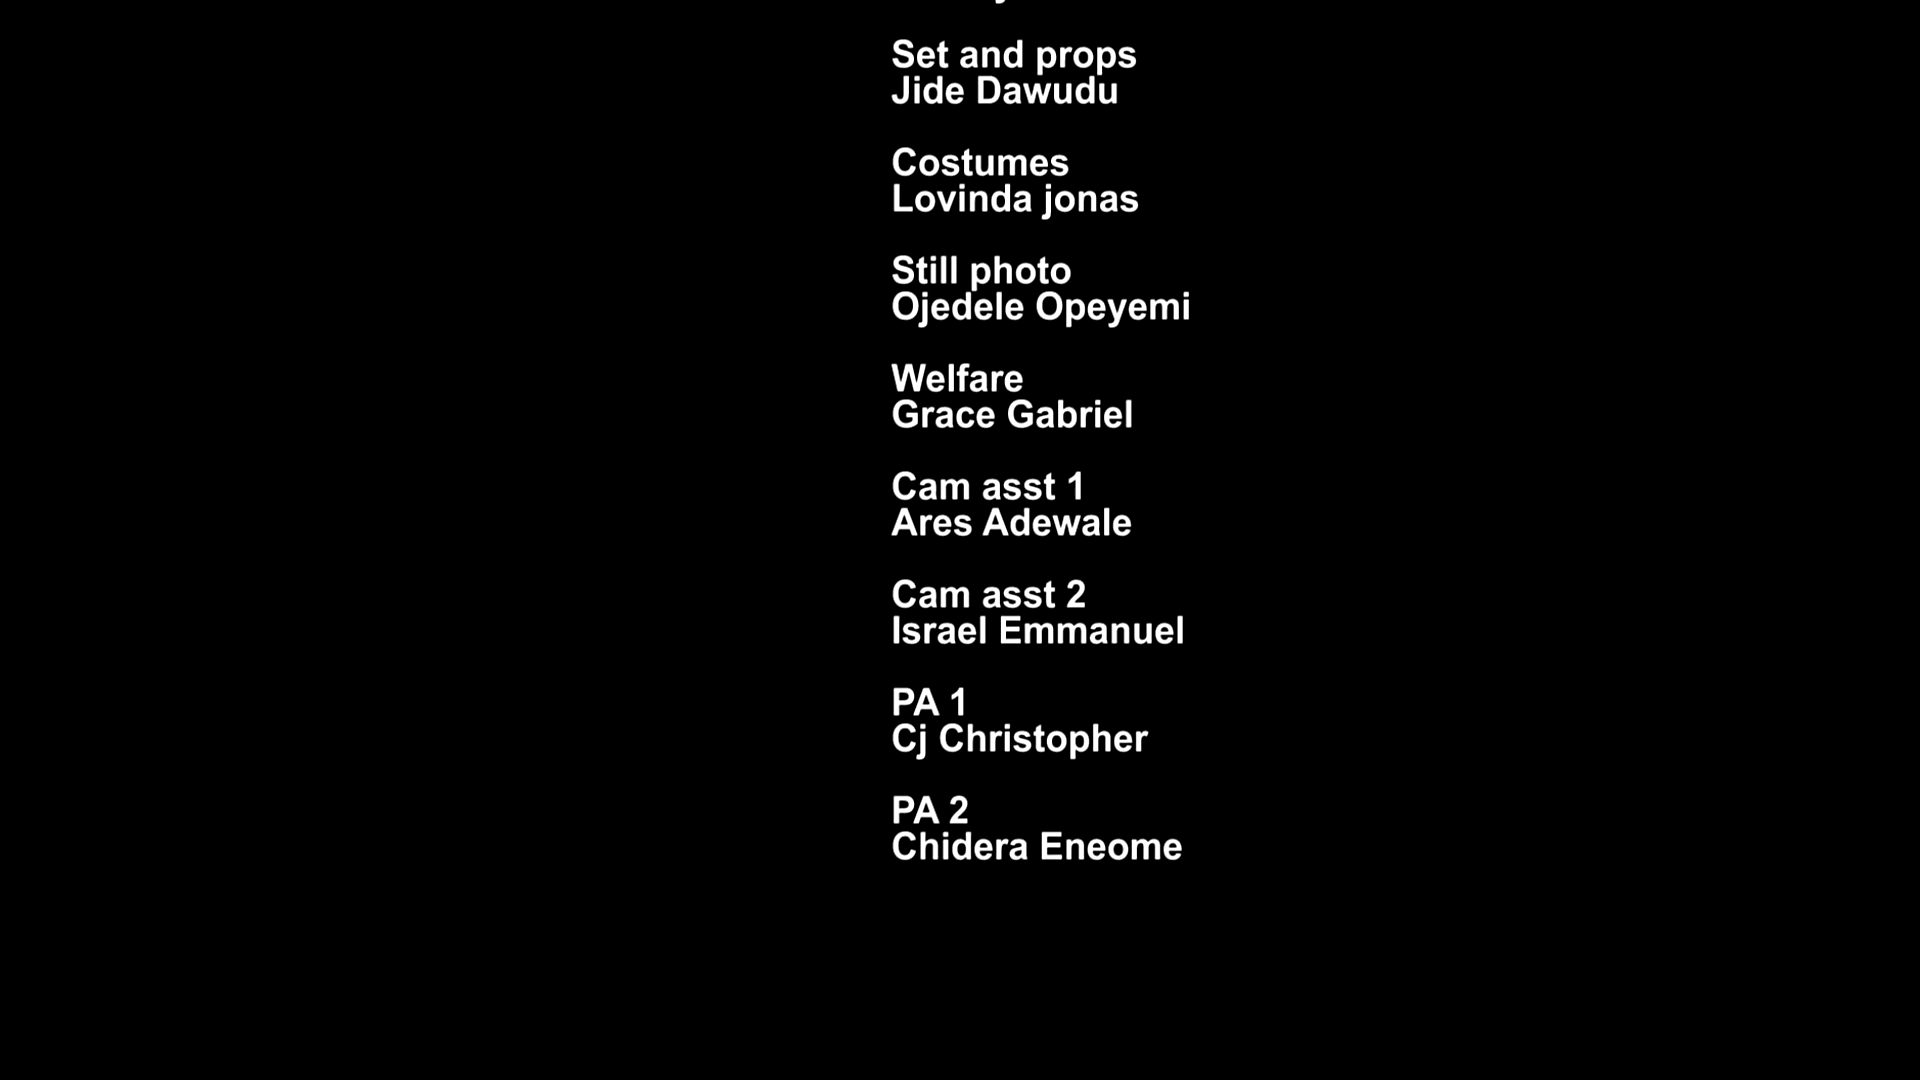 Set and props
Jide Dawudu
Costumes
Lovinda jonas
Still photo
Ojedele Opeyemi
Welfare
Grace Gabriel
Cam asst 1
Ares Adewale
Cam asst 2
Israel Emmanuel
PA 1
Cj Christopher
PA 2
Chidera Eneome